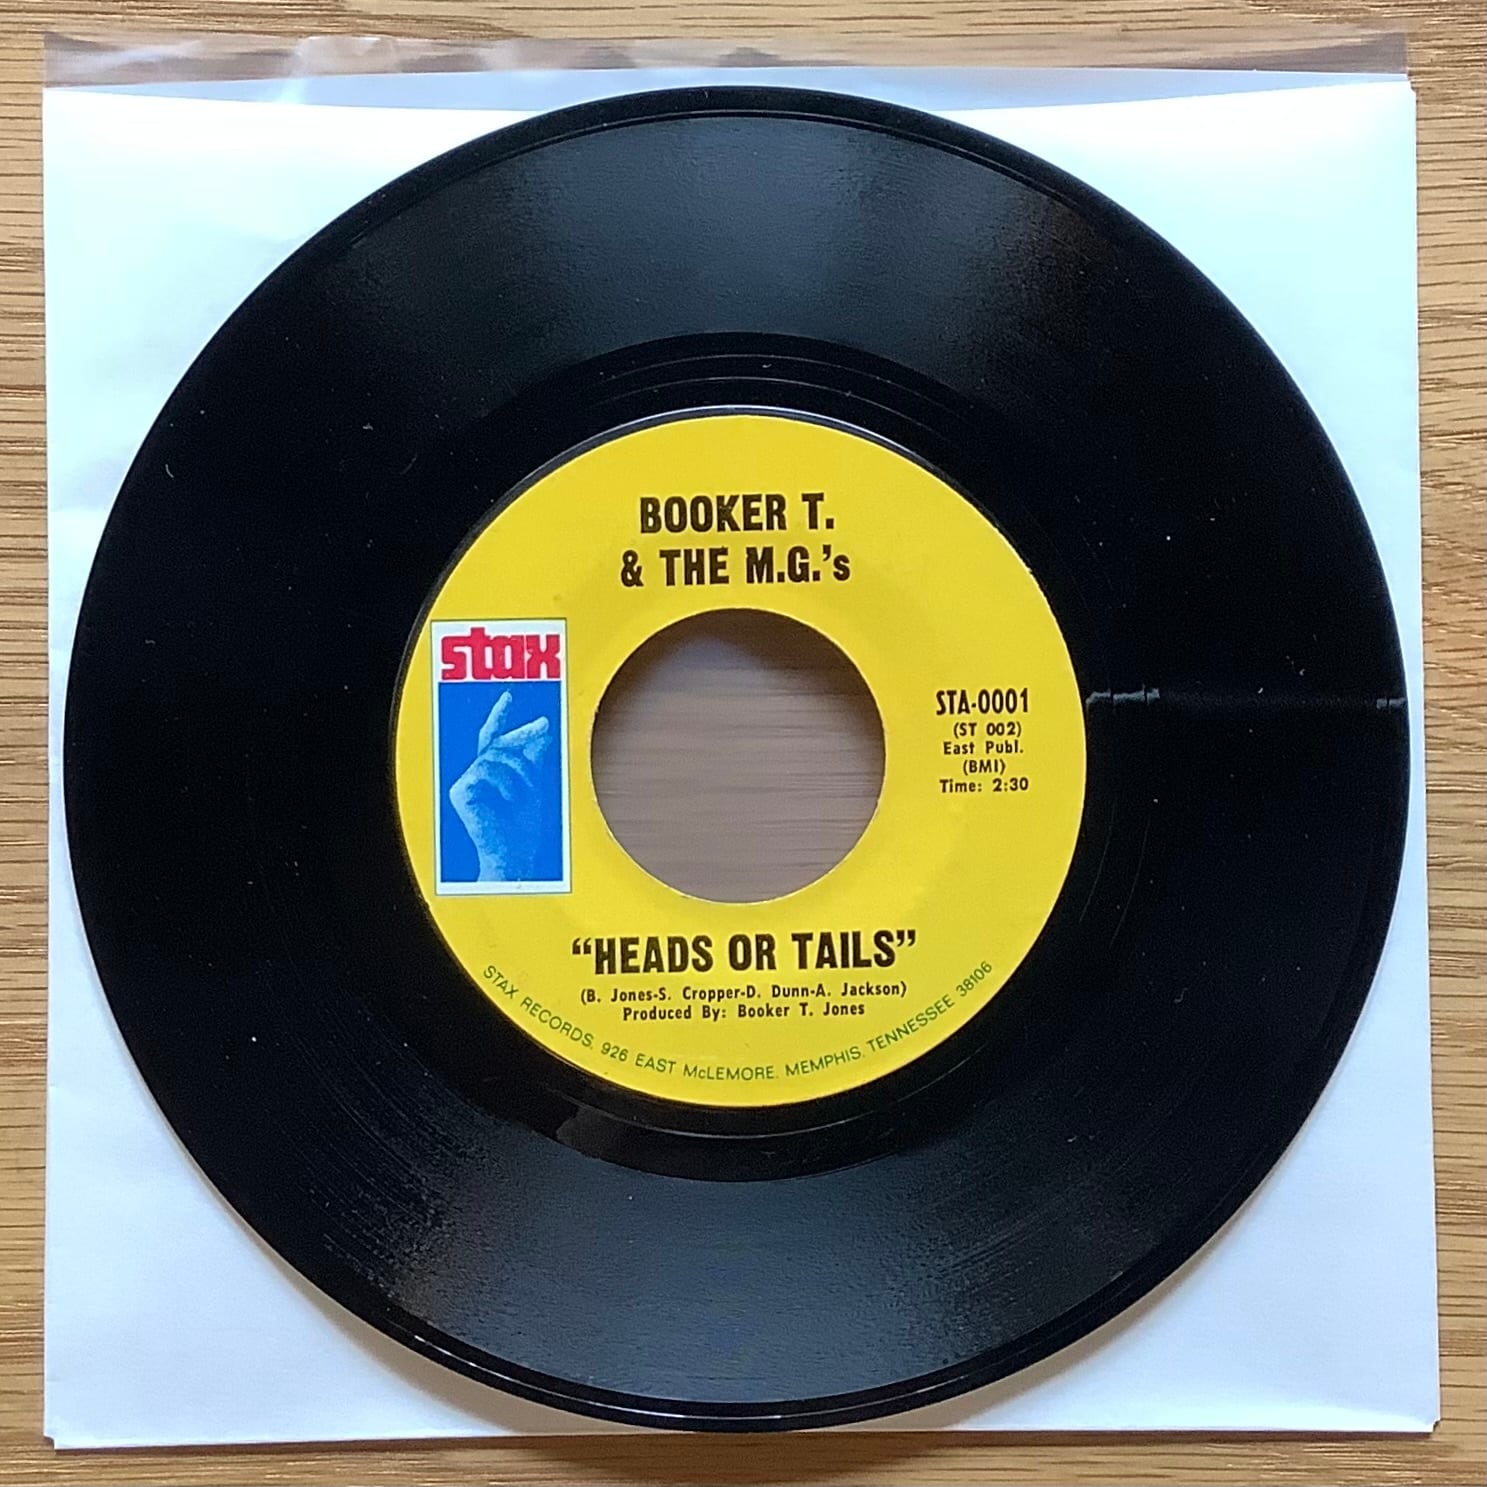 BOOKER T.
& THE M.G.'s
stax
STA-0001
(ST 002)
East Publ.
(BMI)
Time: 2:30
“HEADS OR TAILS”
(B. Jones-S. Cropper-D. Dunn-A. Jackson)
Produced By: Booker T. Jones
STAX RECORDS, 926 EAST McLEMORE, MEMPHIS, TENNESSEE 38106